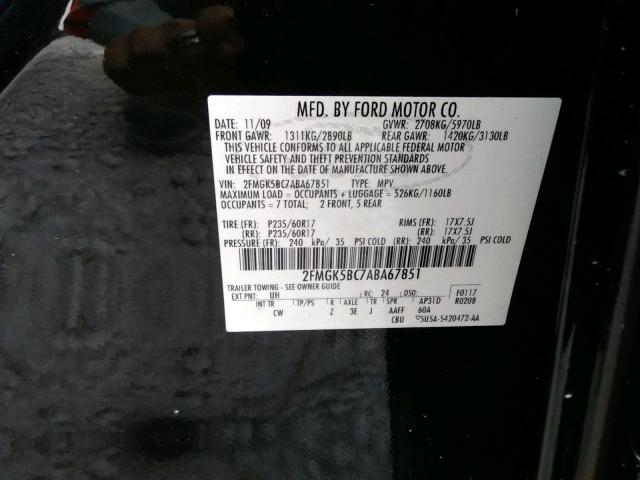 MFD. BY FORD MOTOR CO.
DATE: 11/09 GVWR: 2708KG/5970LB
FRONT GAWR: 1311KG/2890LB REAR GAWR: 1420KG/3130LB
THIS VEHICLE CONFORMS TO ALL APPLICABLE FEDERAL MOTOR
VEHICLE SAFETY AND THEFT PREVENTION STANDARDS
IN EFFECT ON THE DATE OF MANUFACTURE SHOWN ABOVE.
VIN: 2FMGK5BC7ABA67851 TYPE: MPV
MAXIMUM LOAD = OCCUPANTS + LUGGAGE = 526KG/1160LB
OCCUPANTS = 7 TOTAL; 2 FRONT, 5 REAR
TIRE (FR): P235/60R17 RIMS (FR): 17X7.5J
(RR): P235/60R17 (RR): 17X7.5J
PRESSURE (FR): 240 kPa/ 35 PSI COLD (RR): 240 kPa/ 35 PSI COLD
2FMGK5BC7ABA67851
TRAILER TOWING - SEE OWNER GUIDE
EXT PNT: UH RC: 24 DSO: F0117
INT TR TP/PS R AXLE TR SPR AP31D R0208
CW Z 3E J AAFF 60A
CBU 5U5A-5420472-AA